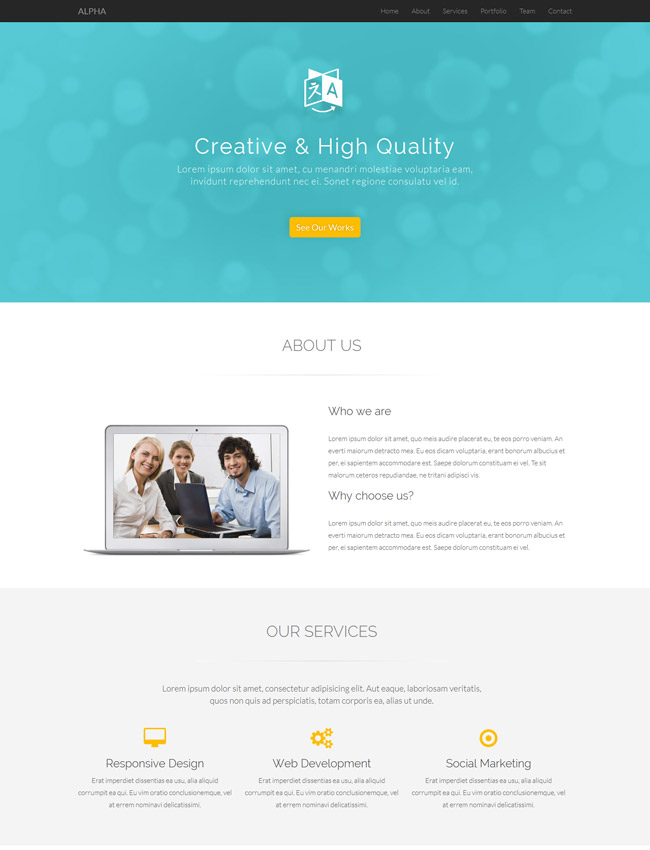 ALPHA
Home About Services Portfolio Team Contact
A
Creative & High Quality
Lorem ipsum dolor sit amet, cu menandri molestiae voluptaria eam,
invidunt reprehendunt nec ei. Sonet regione consulatu vel id.
See Our Works
ABOUT US
Who we are
Lorem ipsum dolor sit amet, quo meis audire placerat eu, te eos porro veniam. An
everti maiorum detracto mea. Eu eos dicam voluptaria, erant bonorum albucius et
per, ei sapientem accommodare est. Saepe dolorum constituam ei vel. Te sit
malorum ceteros repudiandae, ne tritani adipisci vis.
Why choose us?
Lorem ipsum dolor sit amet, quo meis audire placerat eu, te eos porro veniam. An
everti maiorum detracto mea. Eu eos dicam voluptaria, erant bonorum albucius et
per, ei sapientem accommodare est. Saepe dolorum constituam ei vel.
OUR SERVICES
Lorem ipsum dolor sit amet, consectetur adipisicing elit. Aut eaque, laboriosam veritatis,
quos non quis ad perspiciatis, totam corporis ea, alias ut unde.
Responsive Design
Erat imperdiet dissentias ea usu, alia aliquid
corrumpit ea qui. Eu vim oratio conclusionemque, vel
at errem nominavi delicatissimi.
Web Development
Erat imperdiet dissentias ea usu, alia aliquid
corrumpit ea qui. Eu vim oratio conclusionemque, vel
at errem nominavi delicatissimi.
Social Marketing
Erat imperdiet dissentias ea usu, alia aliquid
corrumpit ea qui. Eu vim oratio conclusionemque, vel
at errem nominavi delicatissimi.